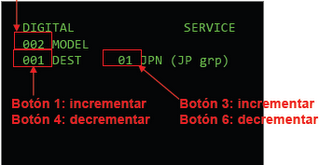 DIGITAL SERVICE
002 MODEL
001 DEST 01 JPN (JP grp)
Botón 1: incrementar Botón 3: incrementar
Botón 4: decrementar Botón 6: decrementar